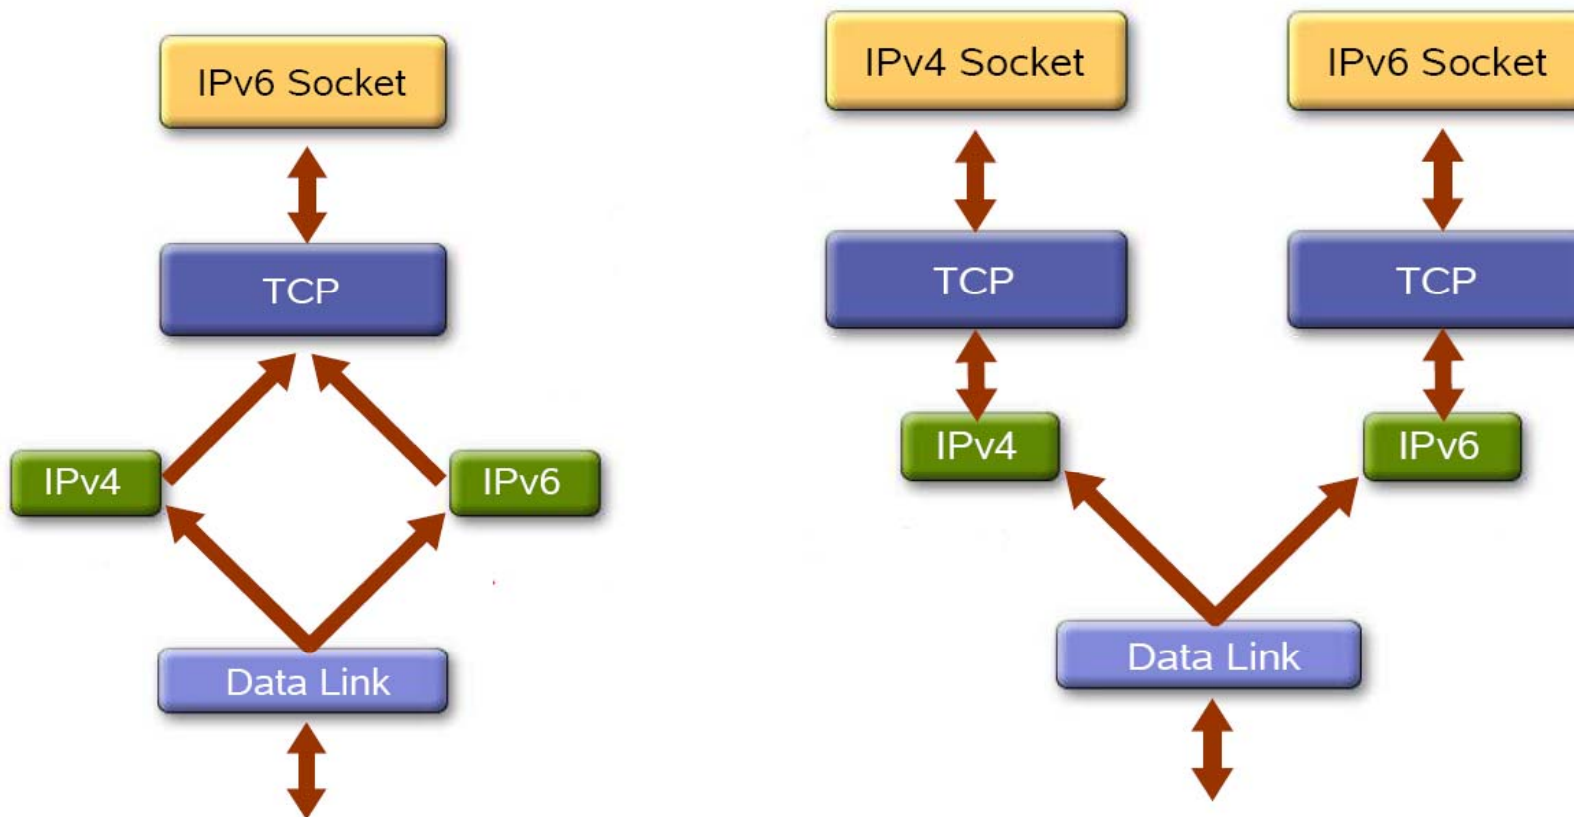 IPv6 Socket
TCP
IPv4
IPv6
Data Link
IPv4 Socket
IPv6 Socket
TCP
TCP
IPv4
IPv6
Data Link